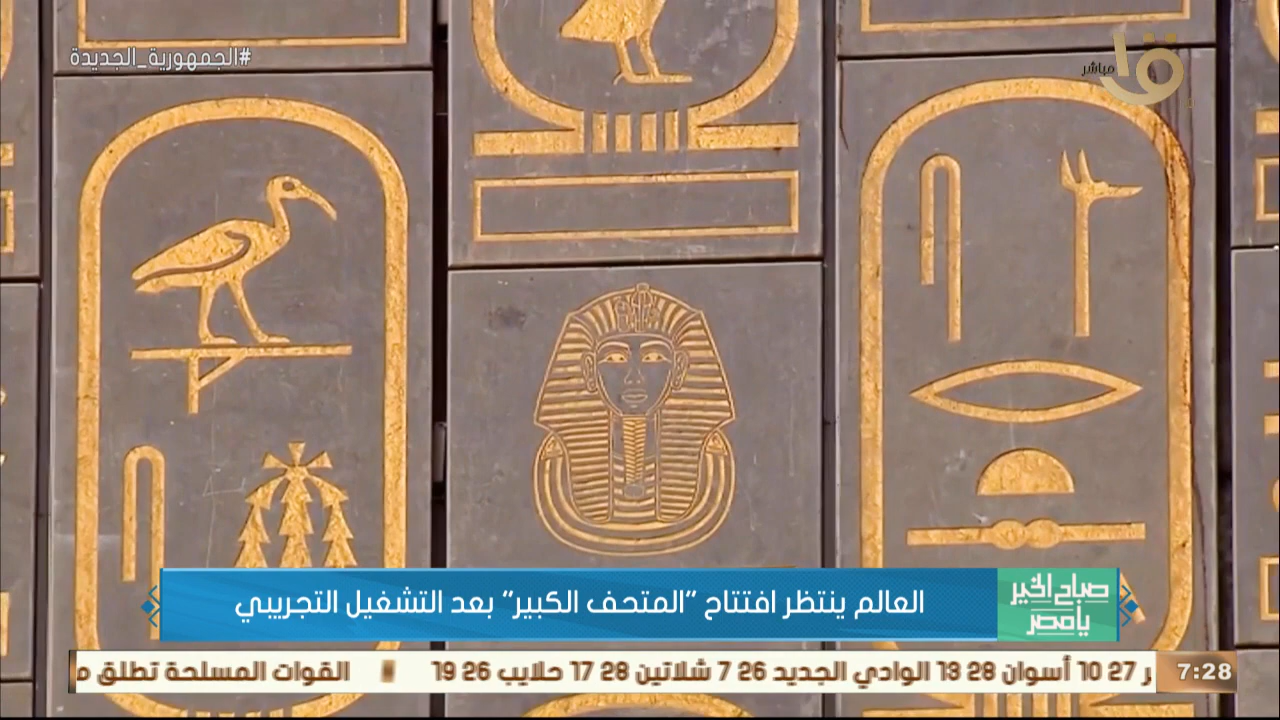 #الجمهورية_الجديدة
مباشر
صباح الخير
يا مصر
العالم ينتظر افتتاح “المتحف الكبير” بعد التشغيل التجريبي
7:28
ر 27 10 أسوان 28 13 الوادي الجديد 26 7 شلاتين 28 17 حلايب 26 19
القوات المسلحة تطلق م